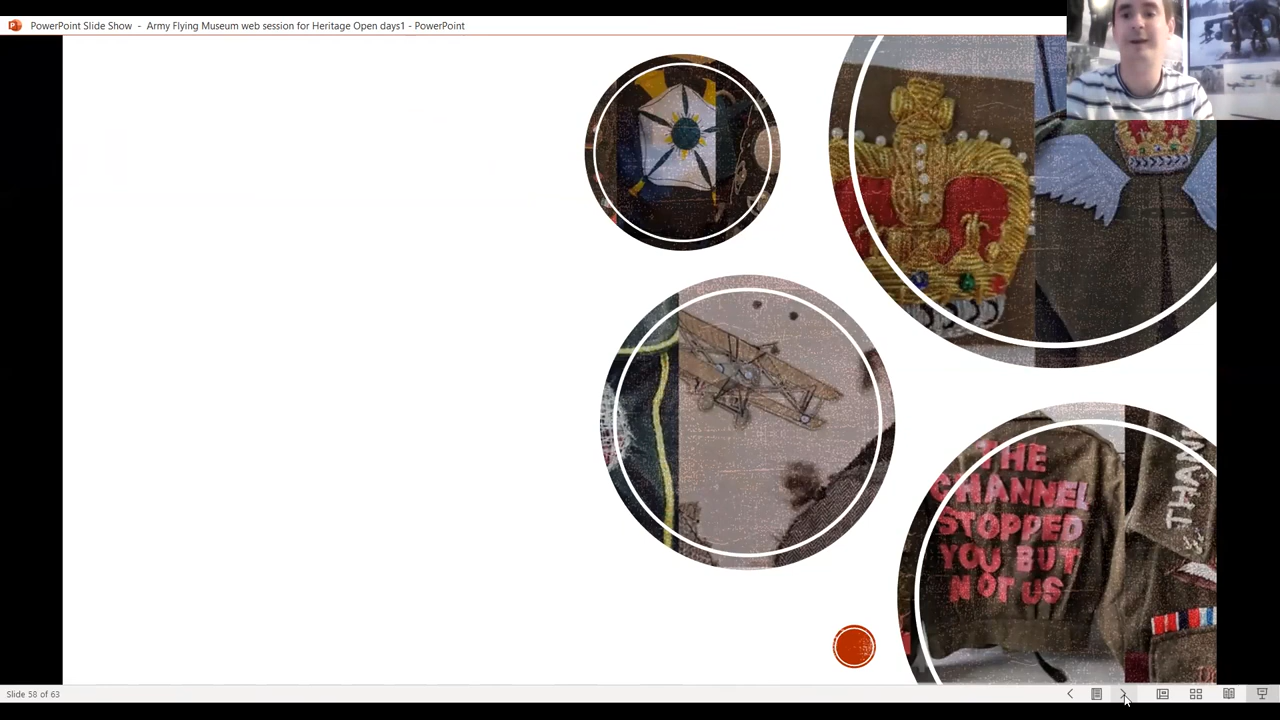 PowerPoint Slide Show - Army Flying Museum web session for Heritage Open days1 - PowerPoint
THE
CHANNEL
STOPPED
YOU BUT
NOT US
THAN
Slide 58 of 63